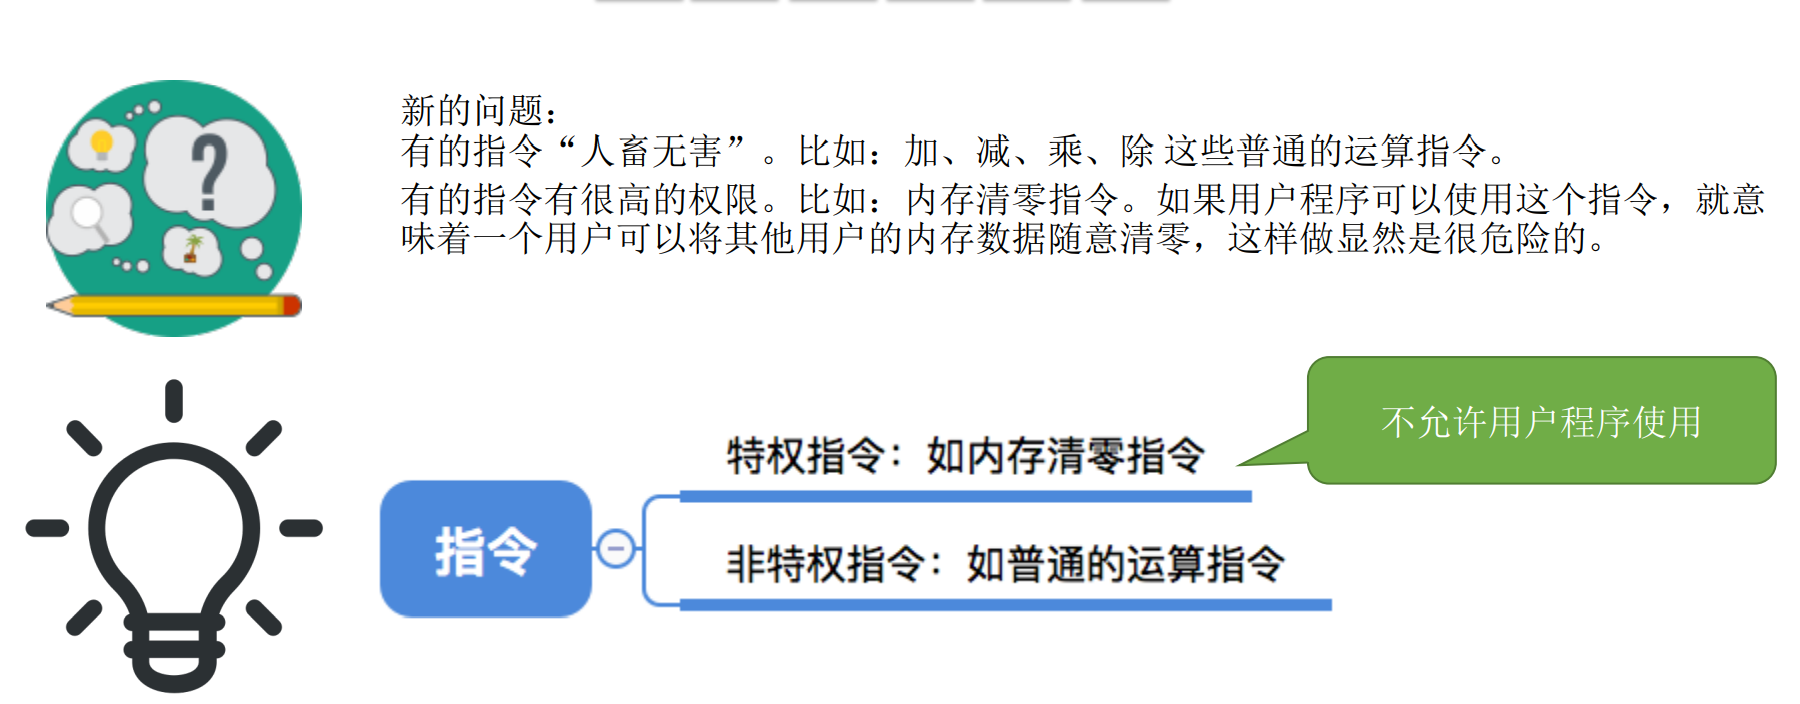 新的问题：
有的指令“人畜无害”。比如：加、减、乘、除 这些普通的运算指令。
有的指令有很高的权限。比如：内存清零指令。如果用户程序可以使用这个指令，就意
味着一个用户可以将其他用户的内存数据随意清零，这样做显然是很危险的。
不允许用户程序使用
特权指令：如内存清零指令
指令
非特权指令：如普通的运算指令